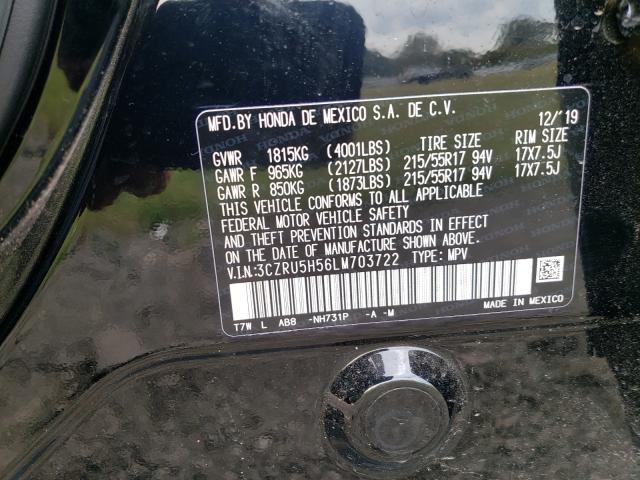 MFD.BY HONDA DE MEXICO S.A. DE C.V. 12/'19
GVWR 1815KG (4001LBS) TIRE SIZE RIM SIZE
GAWR F 965KG (2127LBS) 215/55R17 94V 17X7.5J
GAWR R 850KG (1873LBS) 215/55R17 94V 17X7.5J
THIS VEHICLE CONFORMS TO ALL APPLICABLE
FEDERAL MOTOR VEHICLE SAFETY
AND THEFT PREVENTION STANDARDS IN EFFECT
ON THE DATE OF MANUFACTURE SHOWN ABOVE.
V.I.N:3CZRU5H56LM703722 TYPE: MPV
T7W L AB8 -NH731P -A -M MADE IN MEXICO